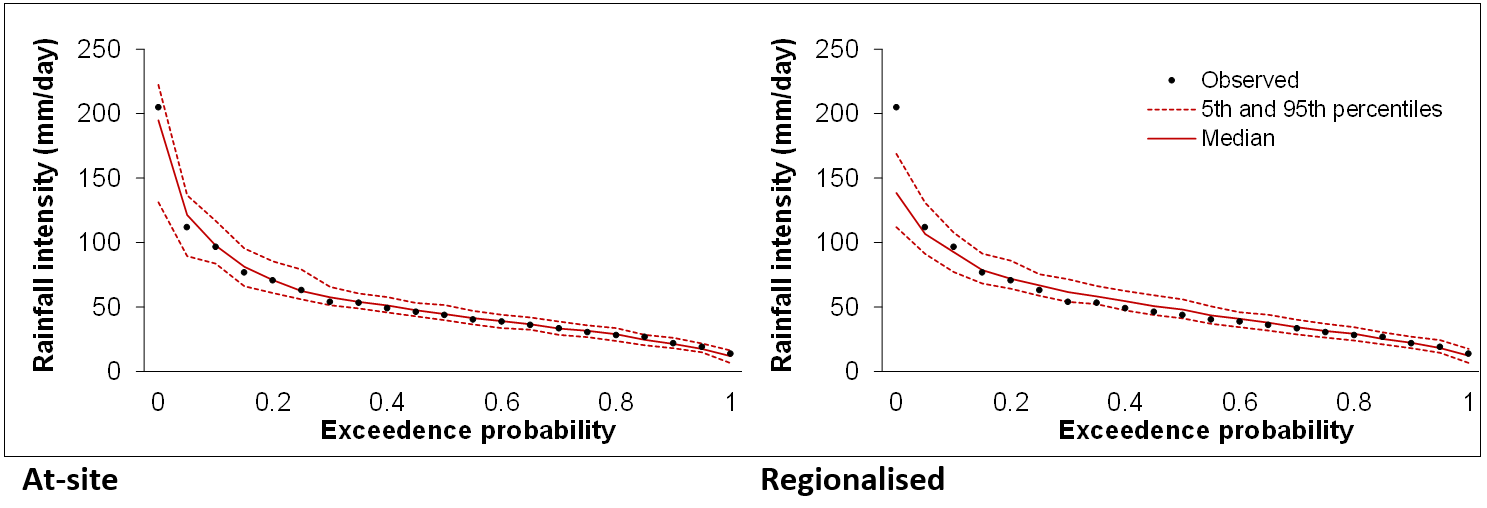 Rainfall intensity (mm/day)
250
200
150
100
50
0
0 0.2 0.4 0.6 0.8 1
Exceedence probability
At-site
Rainfall intensity (mm/day)
250
200
150
100
50
0
0 0.2 0.4 0.6 0.8 1
Exceedence probability
Observed
5th and 95th percentiles
Median
Regionalised